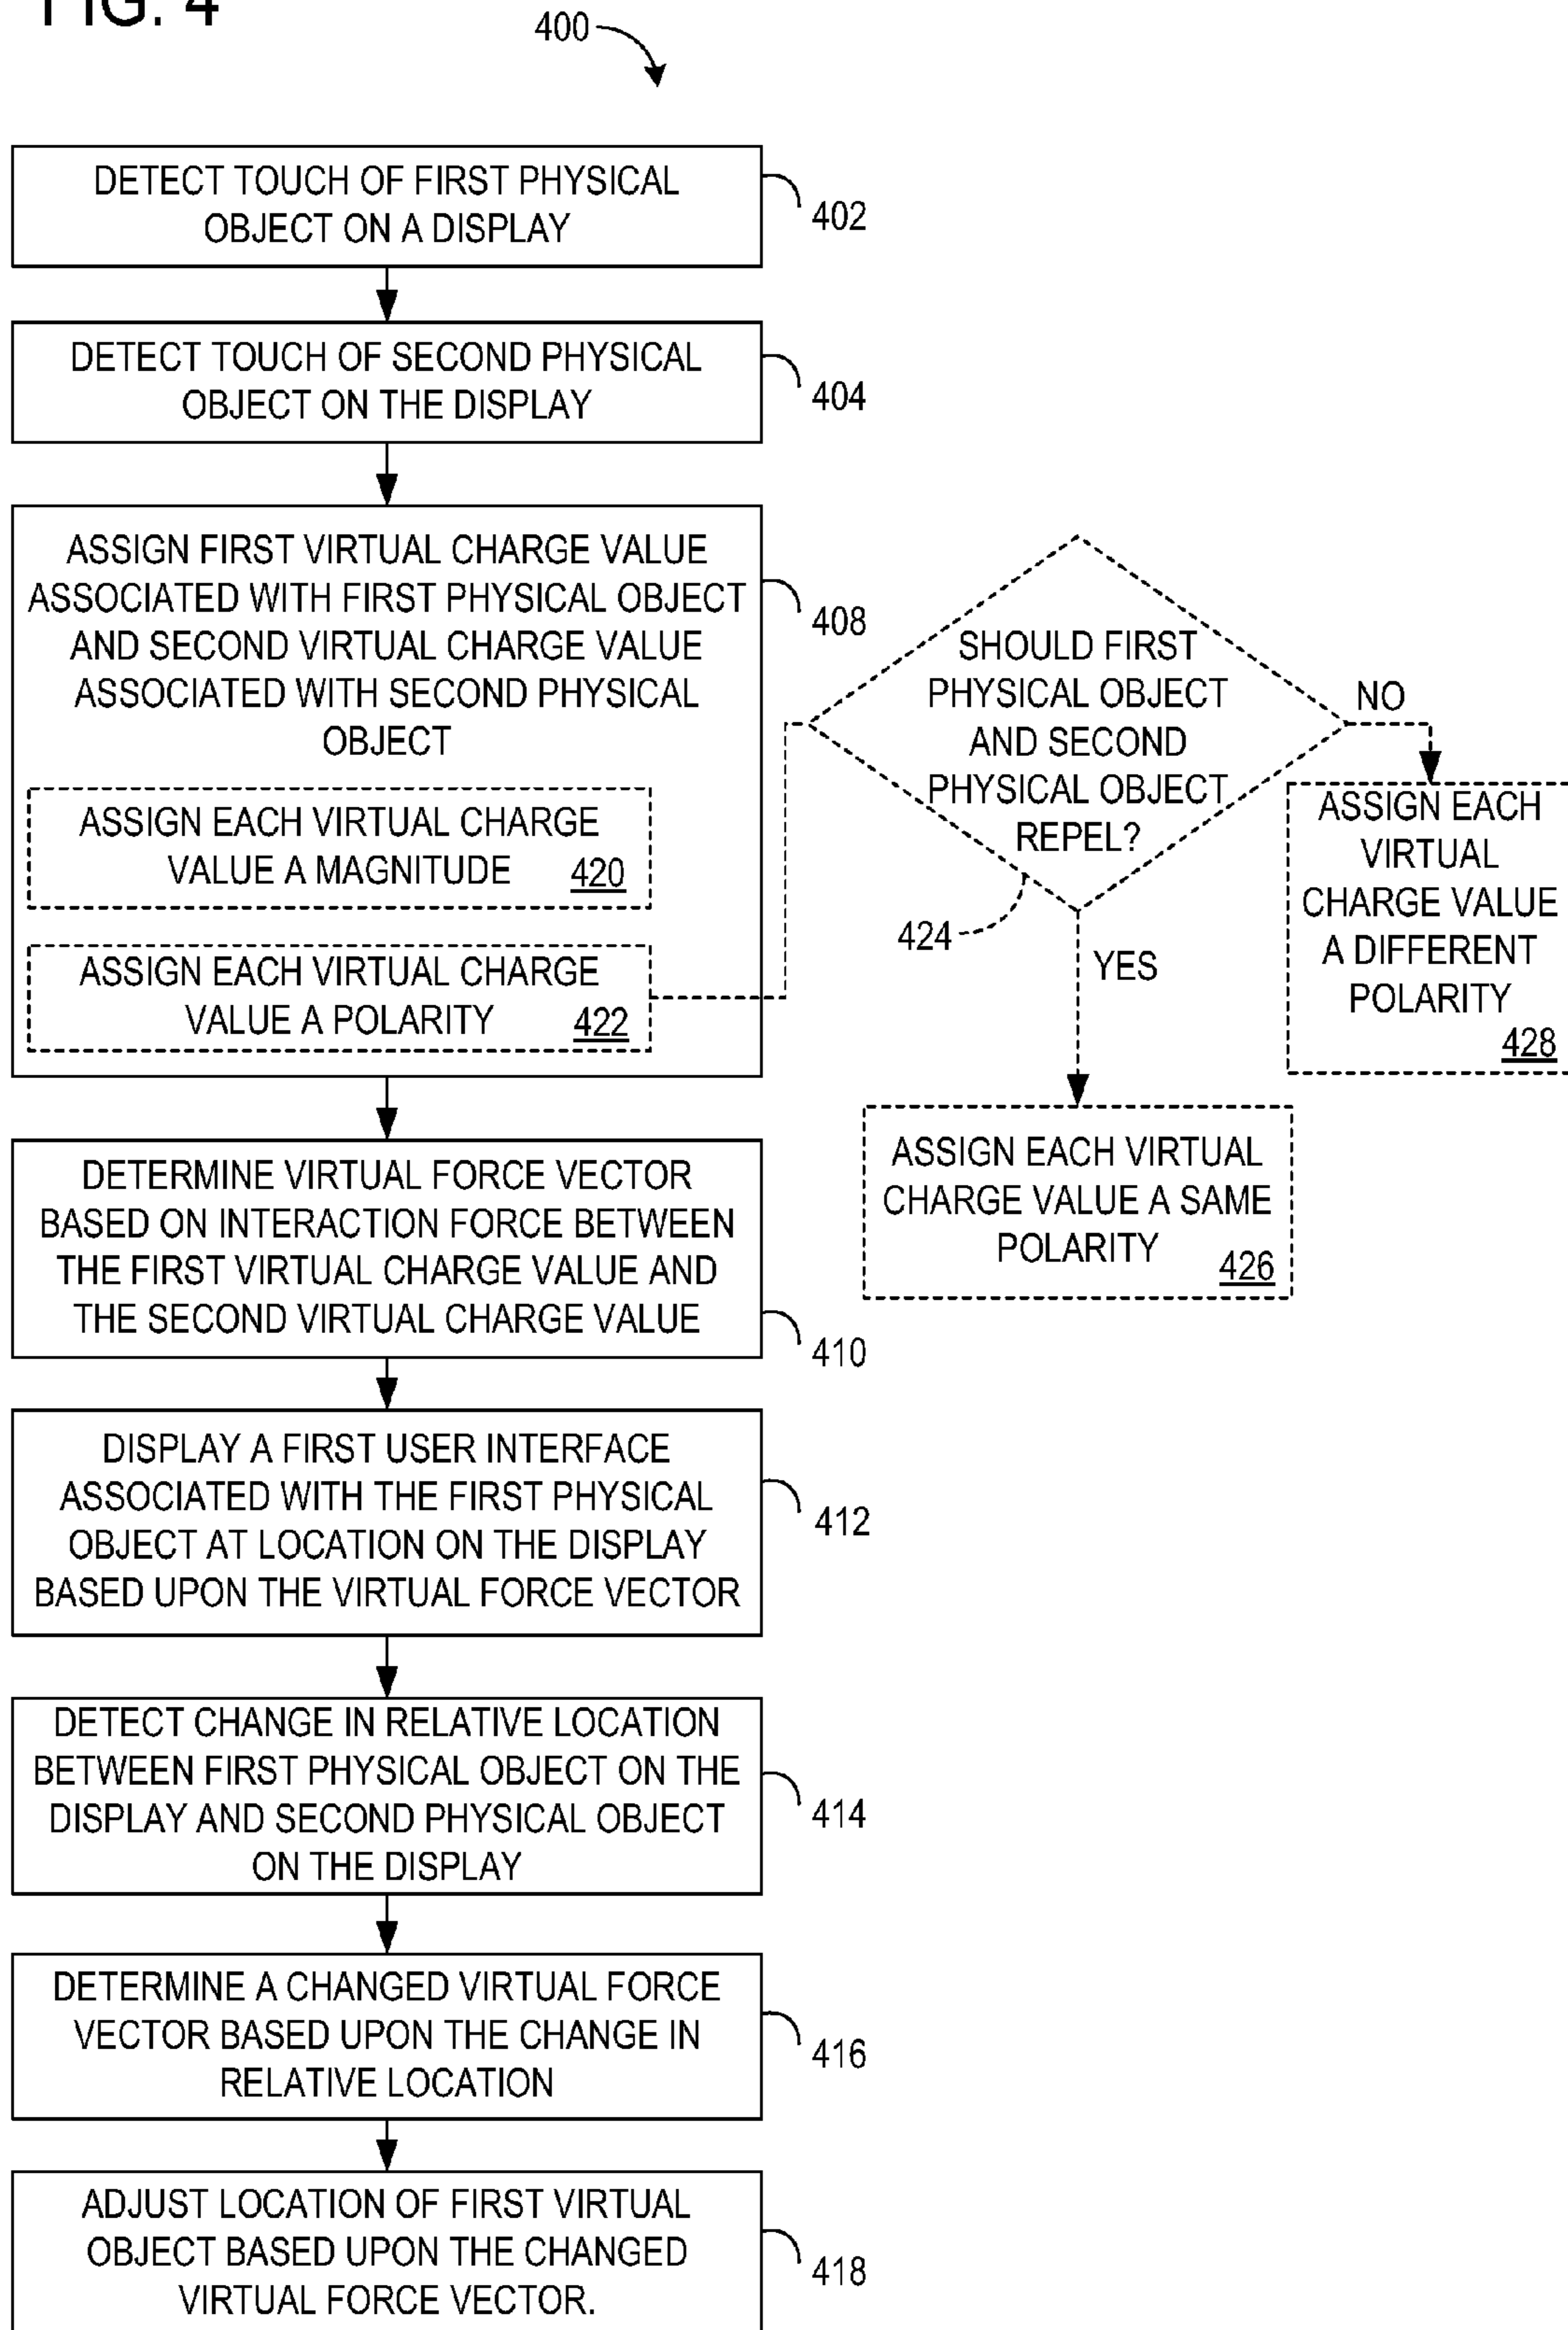 FIG. 4
400
DETECT TOUCH OF FIRST PHYSICAL
OBJECT ON A DISPLAY
402
DETECT TOUCH OF SECOND PHYSICAL
OBJECT ON THE DISPLAY
404
ASSIGN FIRST VIRTUAL CHARGE VALUE
ASSOCIATED WITH FIRST PHYSICAL OBJECT
AND SECOND VIRTUAL CHARGE VALUE
ASSOCIATED WITH SECOND PHYSICAL
OBJECT
408
ASSIGN EACH VIRTUAL CHARGE
VALUE A MAGNITUDE 420
ASSIGN EACH VIRTUAL CHARGE
VALUE A POLARITY 422
SHOULD FIRST
PHYSICAL OBJECT
AND SECOND
PHYSICAL OBJECT
REPEL?
424
NO
YES
ASSIGN EACH
VIRTUAL
CHARGE VALUE
A DIFFERENT
POLARITY
428
ASSIGN EACH VIRTUAL
CHARGE VALUE A SAME
POLARITY
426
DETERMINE VIRTUAL FORCE VECTOR
BASED ON INTERACTION FORCE BETWEEN
THE FIRST VIRTUAL CHARGE VALUE AND
THE SECOND VIRTUAL CHARGE VALUE
410
DISPLAY A FIRST USER INTERFACE
ASSOCIATED WITH THE FIRST PHYSICAL
OBJECT AT LOCATION ON THE DISPLAY
BASED UPON THE VIRTUAL FORCE VECTOR
412
DETECT CHANGE IN RELATIVE LOCATION
BETWEEN FIRST PHYSICAL OBJECT ON THE
DISPLAY AND SECOND PHYSICAL OBJECT
ON THE DISPLAY
414
DETERMINE A CHANGED VIRTUAL FORCE
VECTOR BASED UPON THE CHANGE IN
RELATIVE LOCATION
416
ADJUST LOCATION OF FIRST VIRTUAL
OBJECT BASED UPON THE CHANGED
VIRTUAL FORCE VECTOR.
418